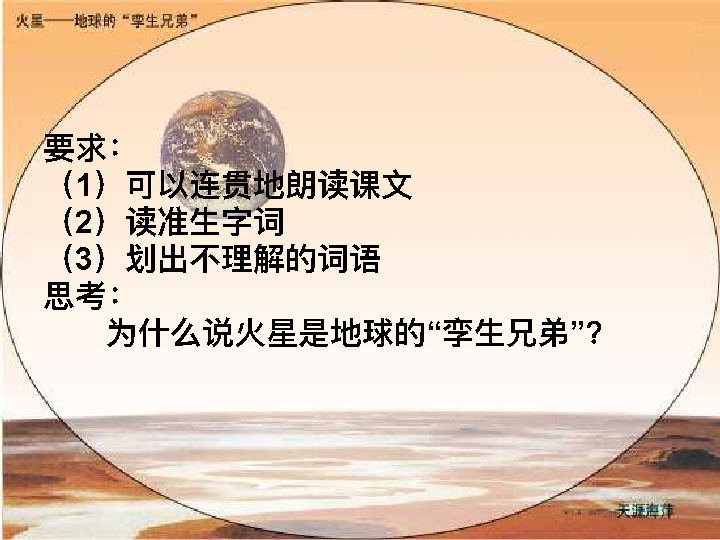 火星——地球的“孪生兄弟”
要求：
（1）可以连贯地朗读课文
（2）读准生字词
（3）划出不理解的词语
思考：
为什么说火星是地球的“孪生兄弟”？
天涯海洋